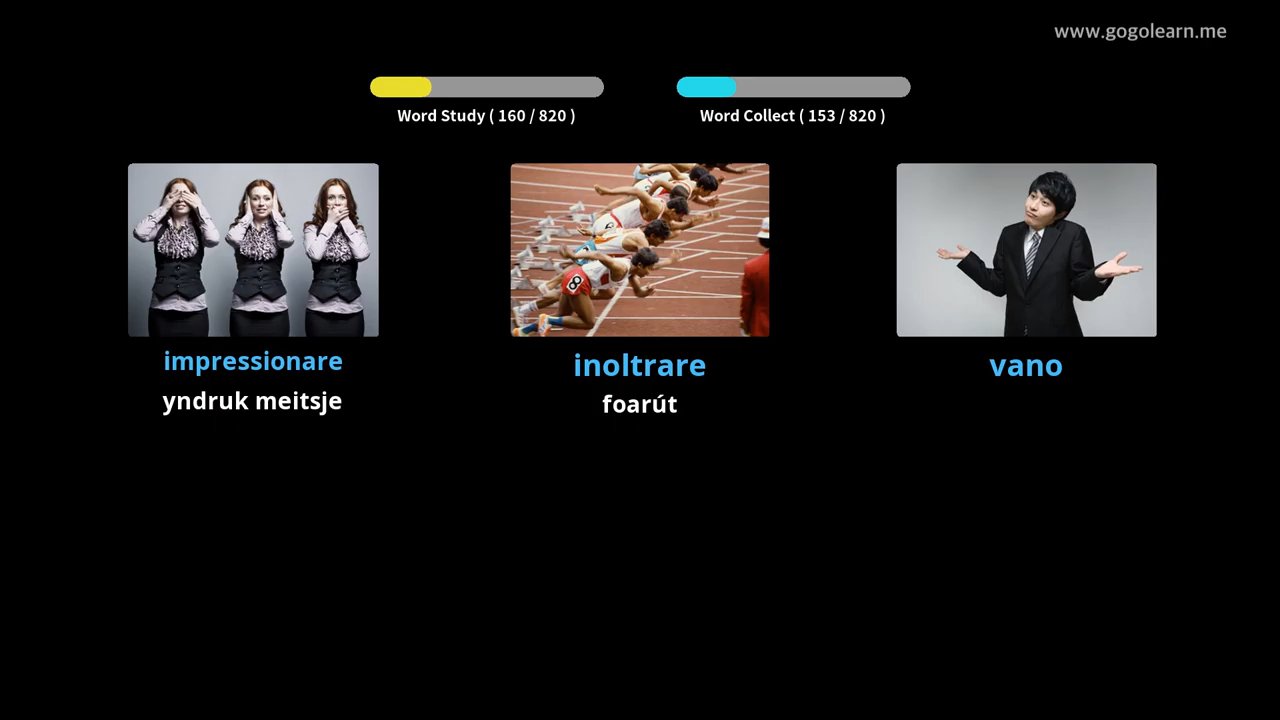 www.gogolearn.me
Word Study ( 160 / 820 )
Word Collect ( 153 / 820 )
impressionare
inoltrare
vano
yndruk meitsje
foarút